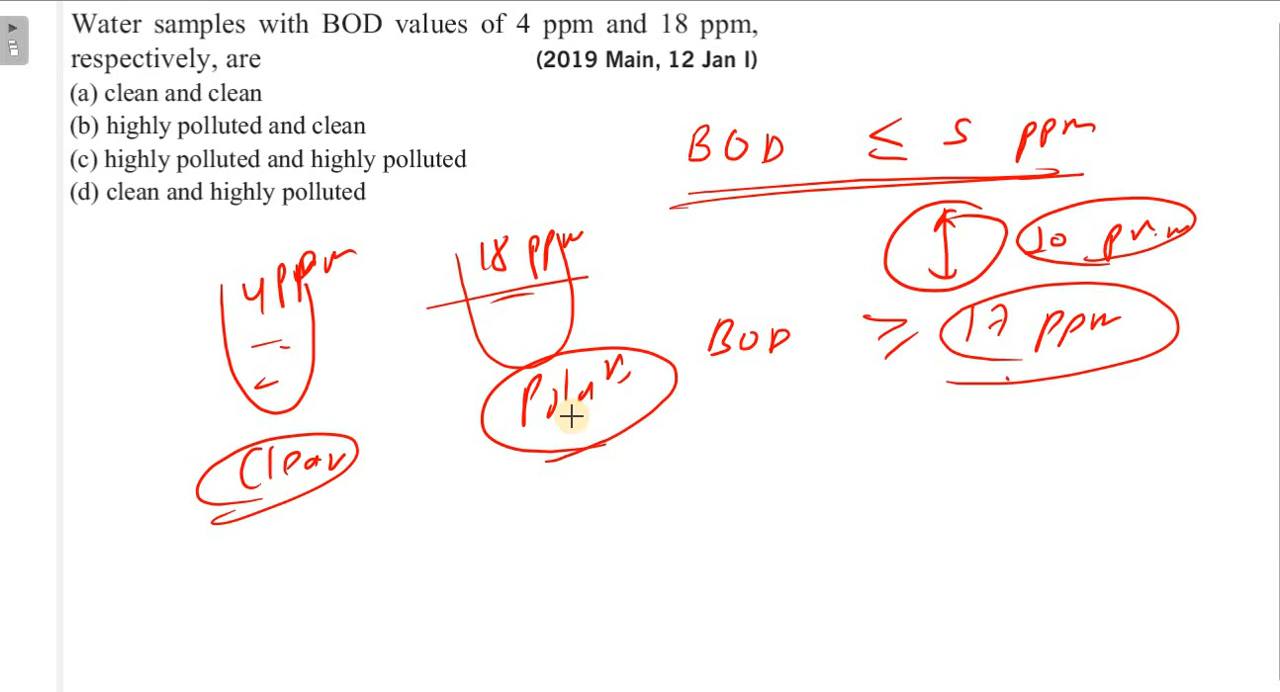 Water samples with BOD values of 4 ppm and 18 ppm,
respectively, are (2019 Main, 12 Jan I)
(a) clean and clean
(b) highly polluted and clean
(c) highly polluted and highly polluted
(d) clean and highly polluted
BOD ≤ 5 ppm
10
BOD ≥ 17 ppm
4 ppm
18 ppm
Clear